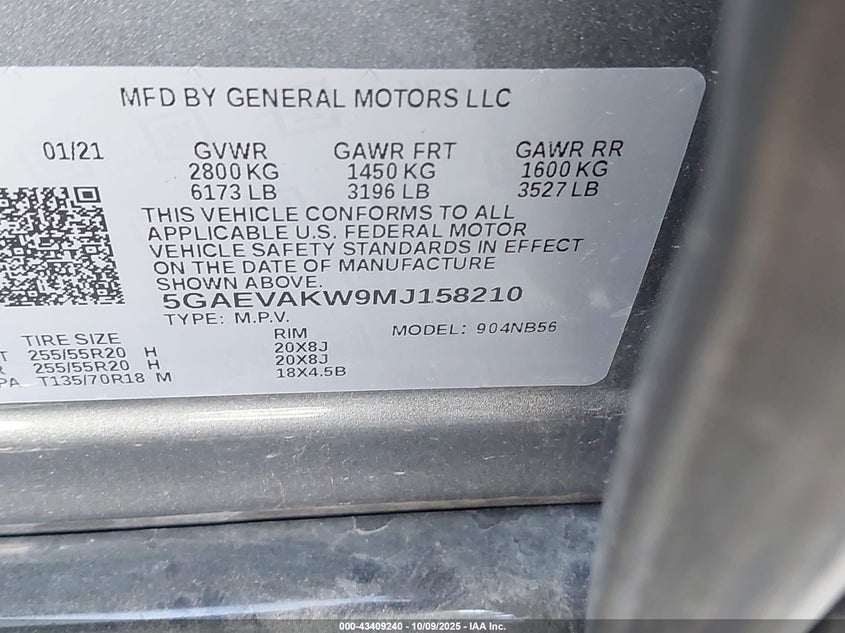 MFD BY GENERAL MOTORS LLC
01/21 GVWR GAWR FRT GAWR RR
2800 KG 1450 KG 1600 KG
6173 LB 3196 LB 3527 LB
THIS VEHICLE CONFORMS TO ALL
APPLICABLE U.S. FEDERAL MOTOR
VEHICLE SAFETY STANDARDS IN EFFECT
ON THE DATE OF MANUFACTURE
SHOWN ABOVE.
5GAEVAKW9MJ158210
TYPE: M.P.V. MODEL: 904NB56
TIRE SIZE RIM
T 255/55R20 H 20X8J
R 255/55R20 H 20X8J
PA T135/70R18 M 18X4.5B
000-43409240 - 10/09/2025 - IAA Inc.